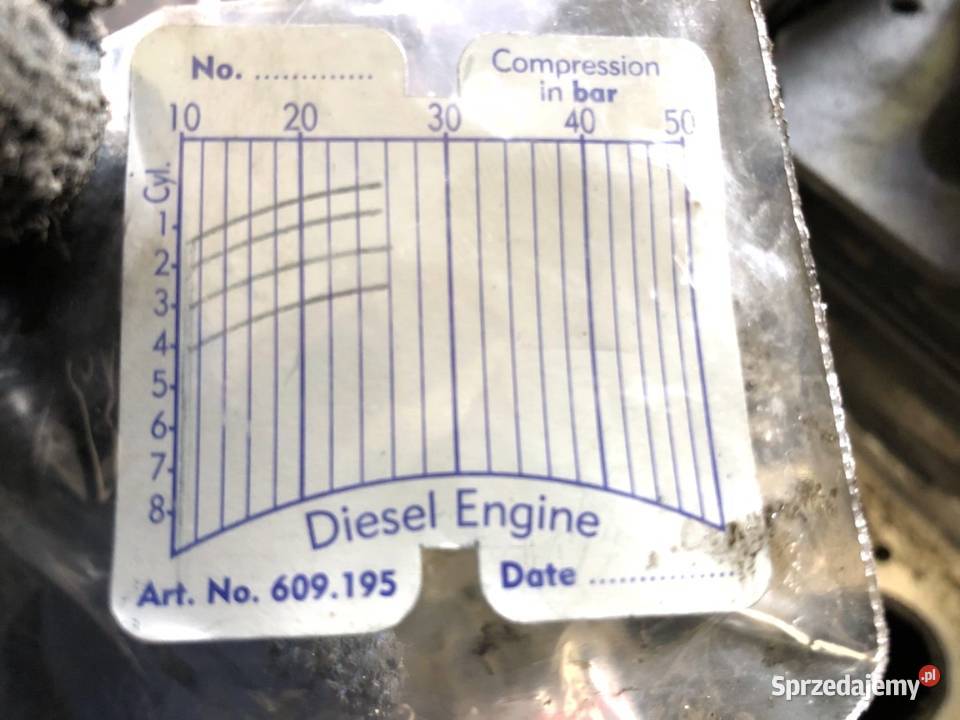 No. .............
Compression
in bar
10 20 30 40 50
Cyl.
1
2
3
4
5
6
7
8
Diesel Engine
Art. No. 609.195
Date ................
Sprzedajemy.pl